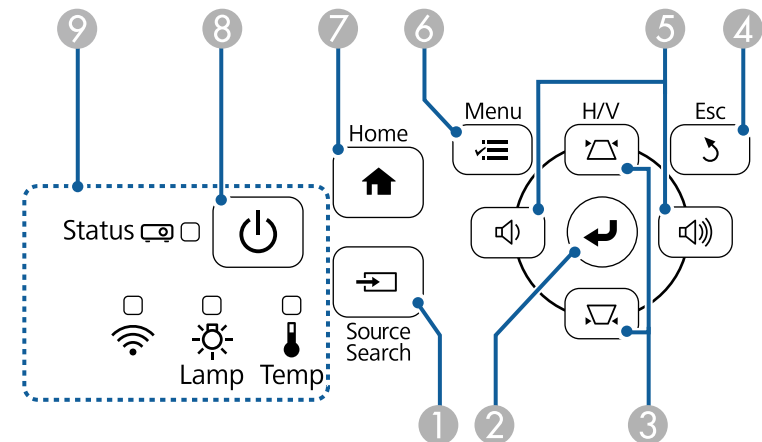 9 8 7 6 5 4
Menu H/V Esc
Home
Status
Source
Search
Lamp Temp
1 2 3